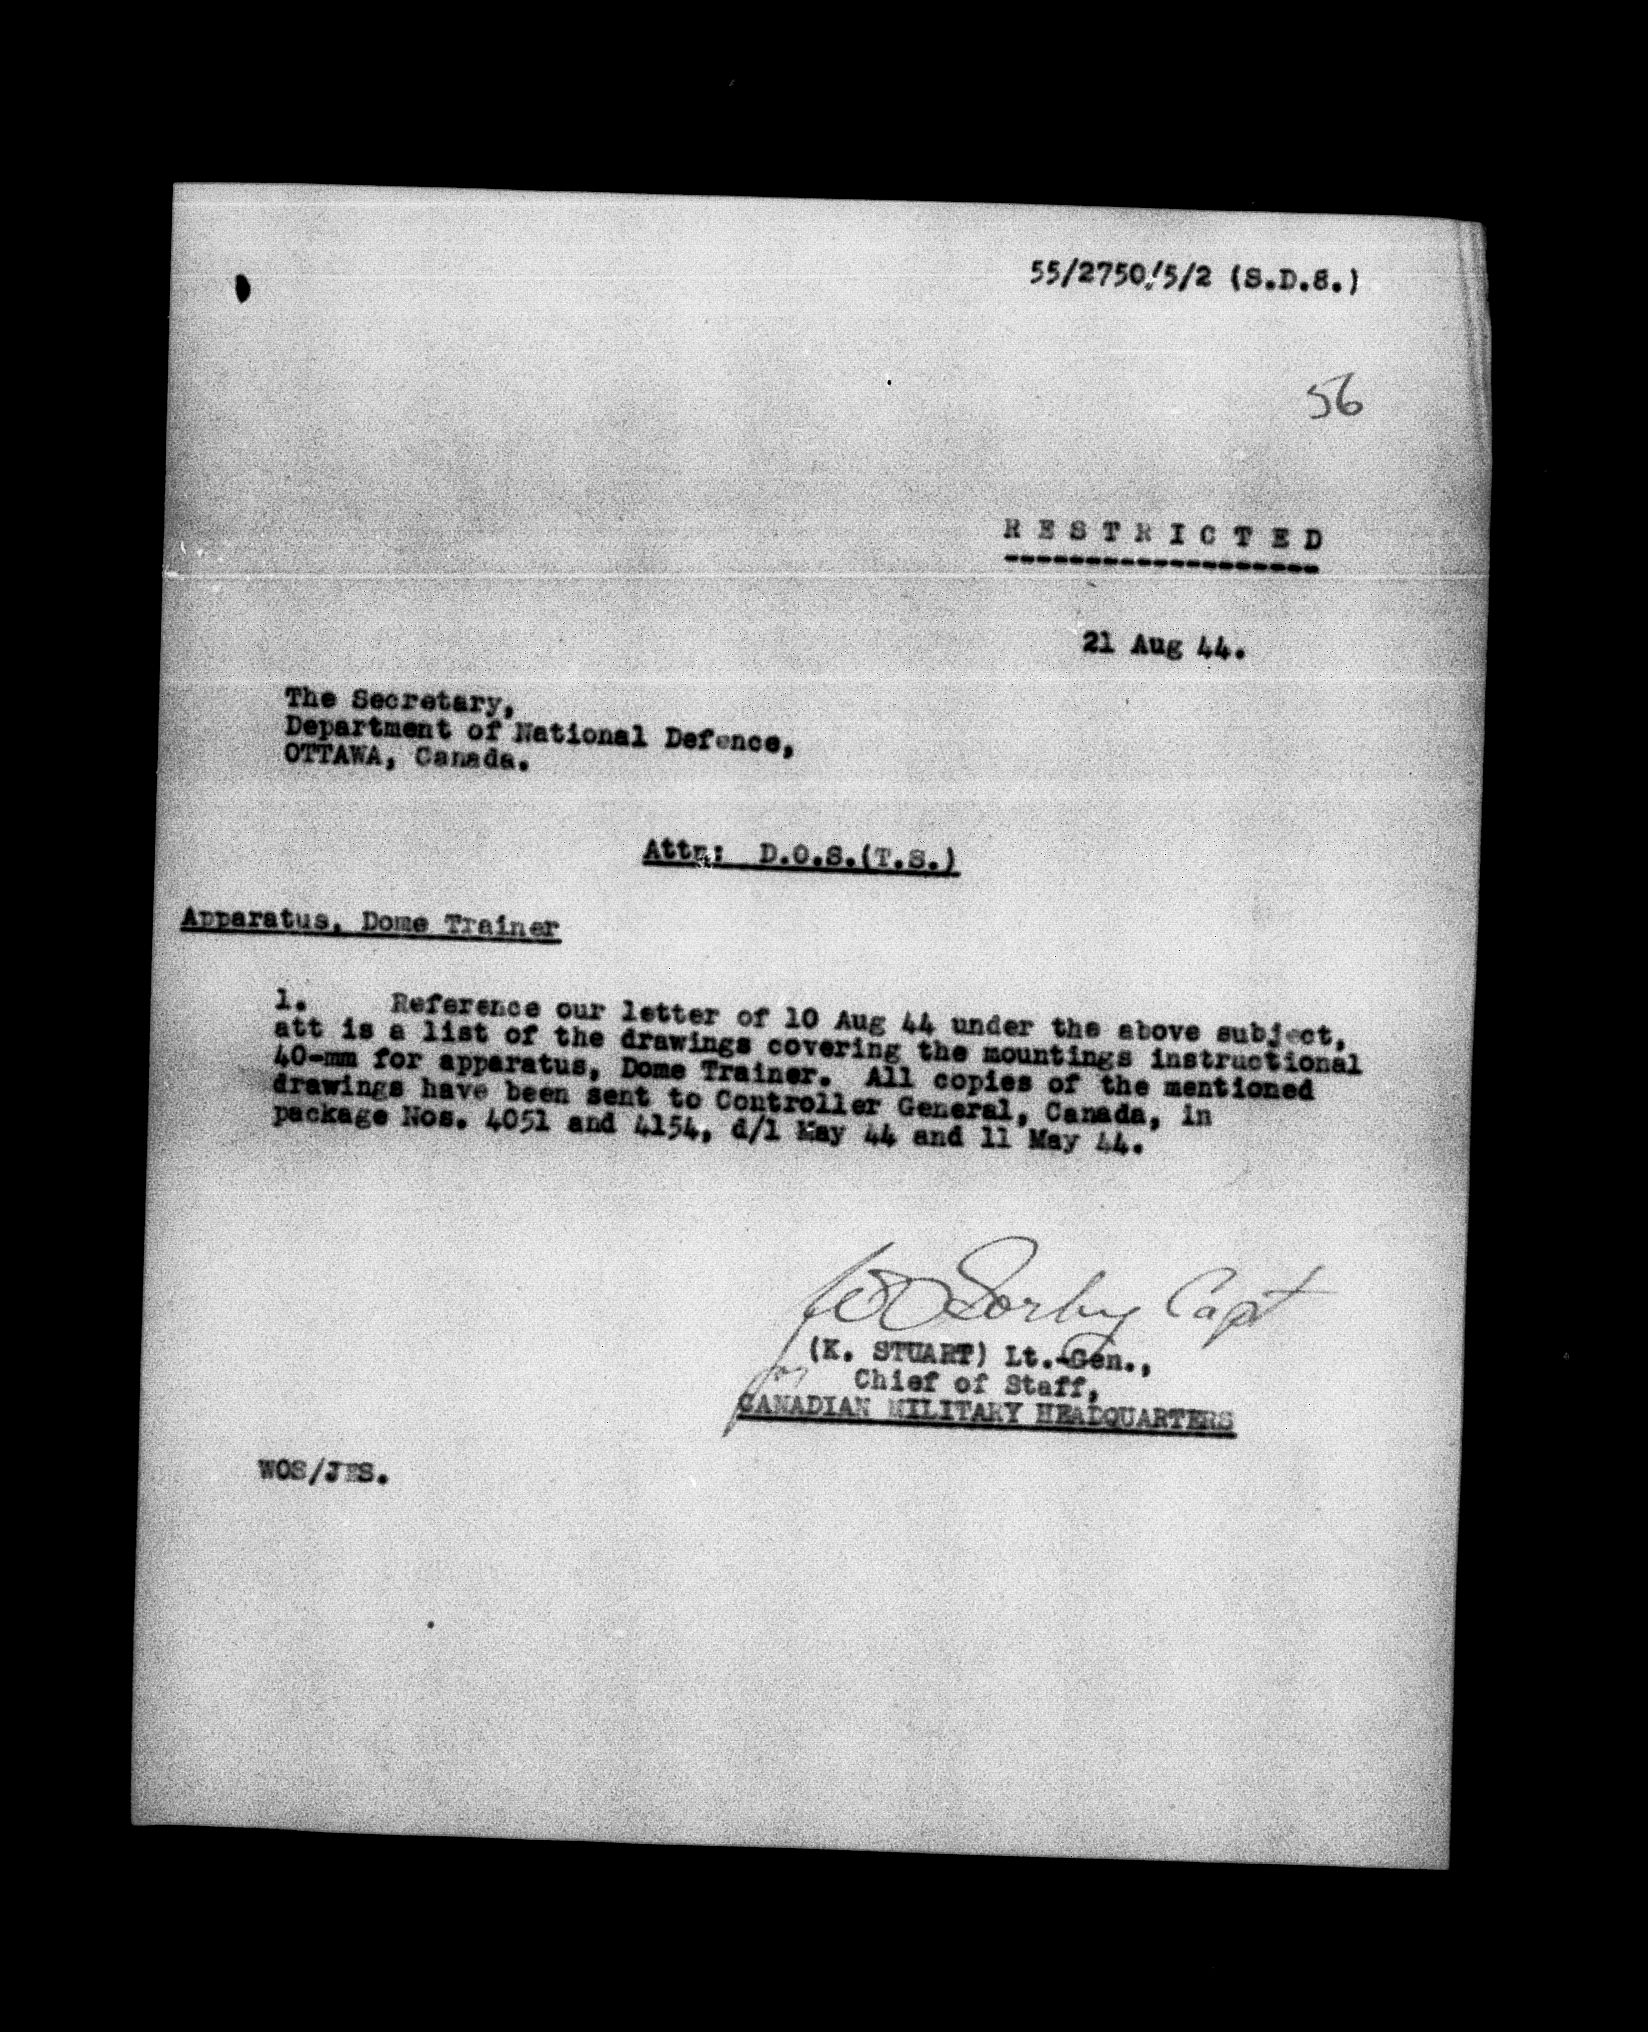 55/2750/5/2 (S.D.8.)
56
RESTRICTED
21 Aug 44.
The Secretary,
Department of National Defence,
OTTAWA, Canada.
Attn: D.O.S.(T.S.)
Apparatus, Dome Trainer
1. Reference our letter of 10 Aug 44 under the above subject,
att is a list of the drawings covering the mountings instructional
40-mm for apparatus, Dome Trainer. All copies of the mentioned
drawings have been sent to Controller General, Canada, in
package Nos. 4051 and 4154, d/1 May 44 and 11 May 44.
WO Sorby Capt
for
(K. STUART) Lt.-Gen.,
Chief of Staff,
CANADIAN MILITARY HEADQUARTERS
WOS/JES.